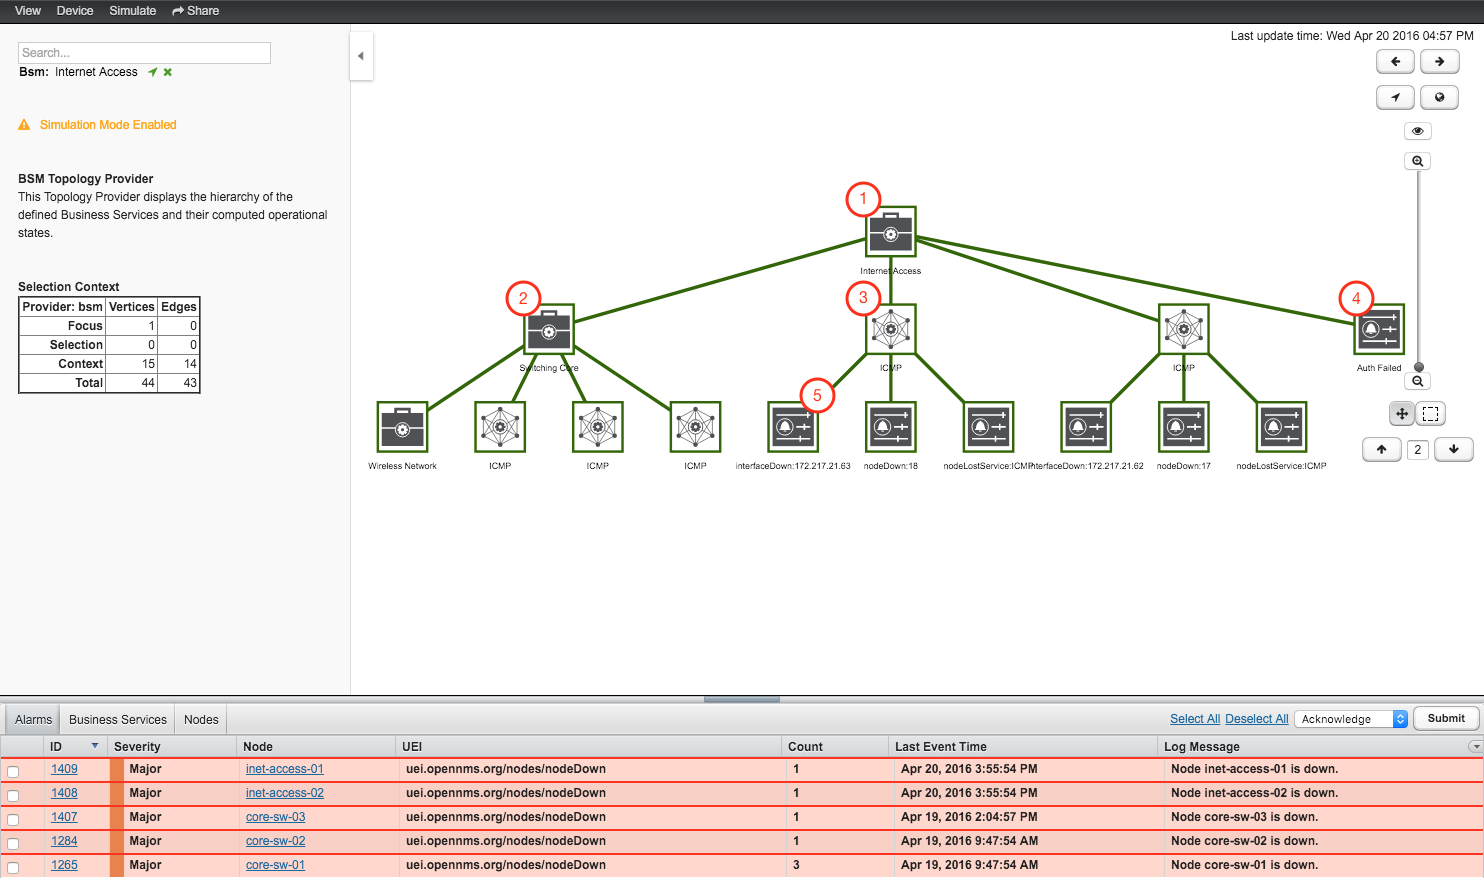 View Device Simulate Share
Search...
Bsm: Internet Access
Simulation Mode Enabled
BSM Topology Provider
This Topology Provider displays the hierarchy of the
defined Business Services and their computed operational
states.
Selection Context
Provider: bsm Vertices Edges
Focus 1 0
Selection 0 0
Context 15 14
Total 44 43
Last update time: Wed Apr 20 2016 04:57 PM
1
Internet Access
2
3
4
Switching Core
ICMP
ICMP
Auth Failed
5
Wireless Network
ICMP
ICMP
ICMP
interfaceDown:172.217.21.63
nodeDown:18
nodeLostService:ICMP
interfaceDown:172.217.21.62
nodeDown:17
nodeLostService:ICMP
2
Alarms Business Services Nodes
Select All Deselect All Acknowledge Submit
ID Severity Node UEI Count Last Event Time Log Message
1409 Major inet-access-01 uei.opennms.org/nodes/nodeDown 1 Apr 20, 2016 3:55:54 PM Node inet-access-01 is down.
1408 Major inet-access-02 uei.opennms.org/nodes/nodeDown 1 Apr 20, 2016 3:55:54 PM Node inet-access-02 is down.
1407 Major core-sw-03 uei.opennms.org/nodes/nodeDown 1 Apr 19, 2016 2:04:57 PM Node core-sw-03 is down.
1284 Major core-sw-02 uei.opennms.org/nodes/nodeDown 1 Apr 19, 2016 9:47:54 AM Node core-sw-02 is down.
1265 Major core-sw-01 uei.opennms.org/nodes/nodeDown 3 Apr 19, 2016 9:47:54 AM Node core-sw-01 is down.